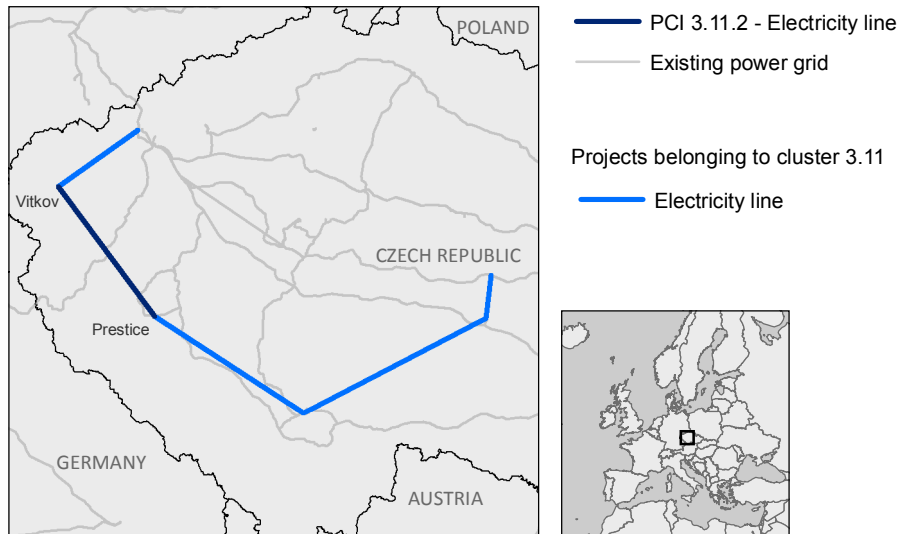 POLAND
Vitkov
CZECH REPUBLIC
Prestice
GERMANY
AUSTRIA
PCI 3.11.2 - Electricity line
Existing power grid
Projects belonging to cluster 3.11
Electricity line